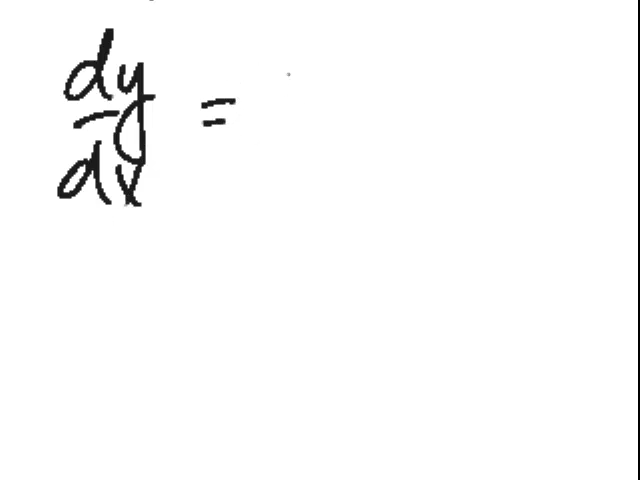 dy/dx =